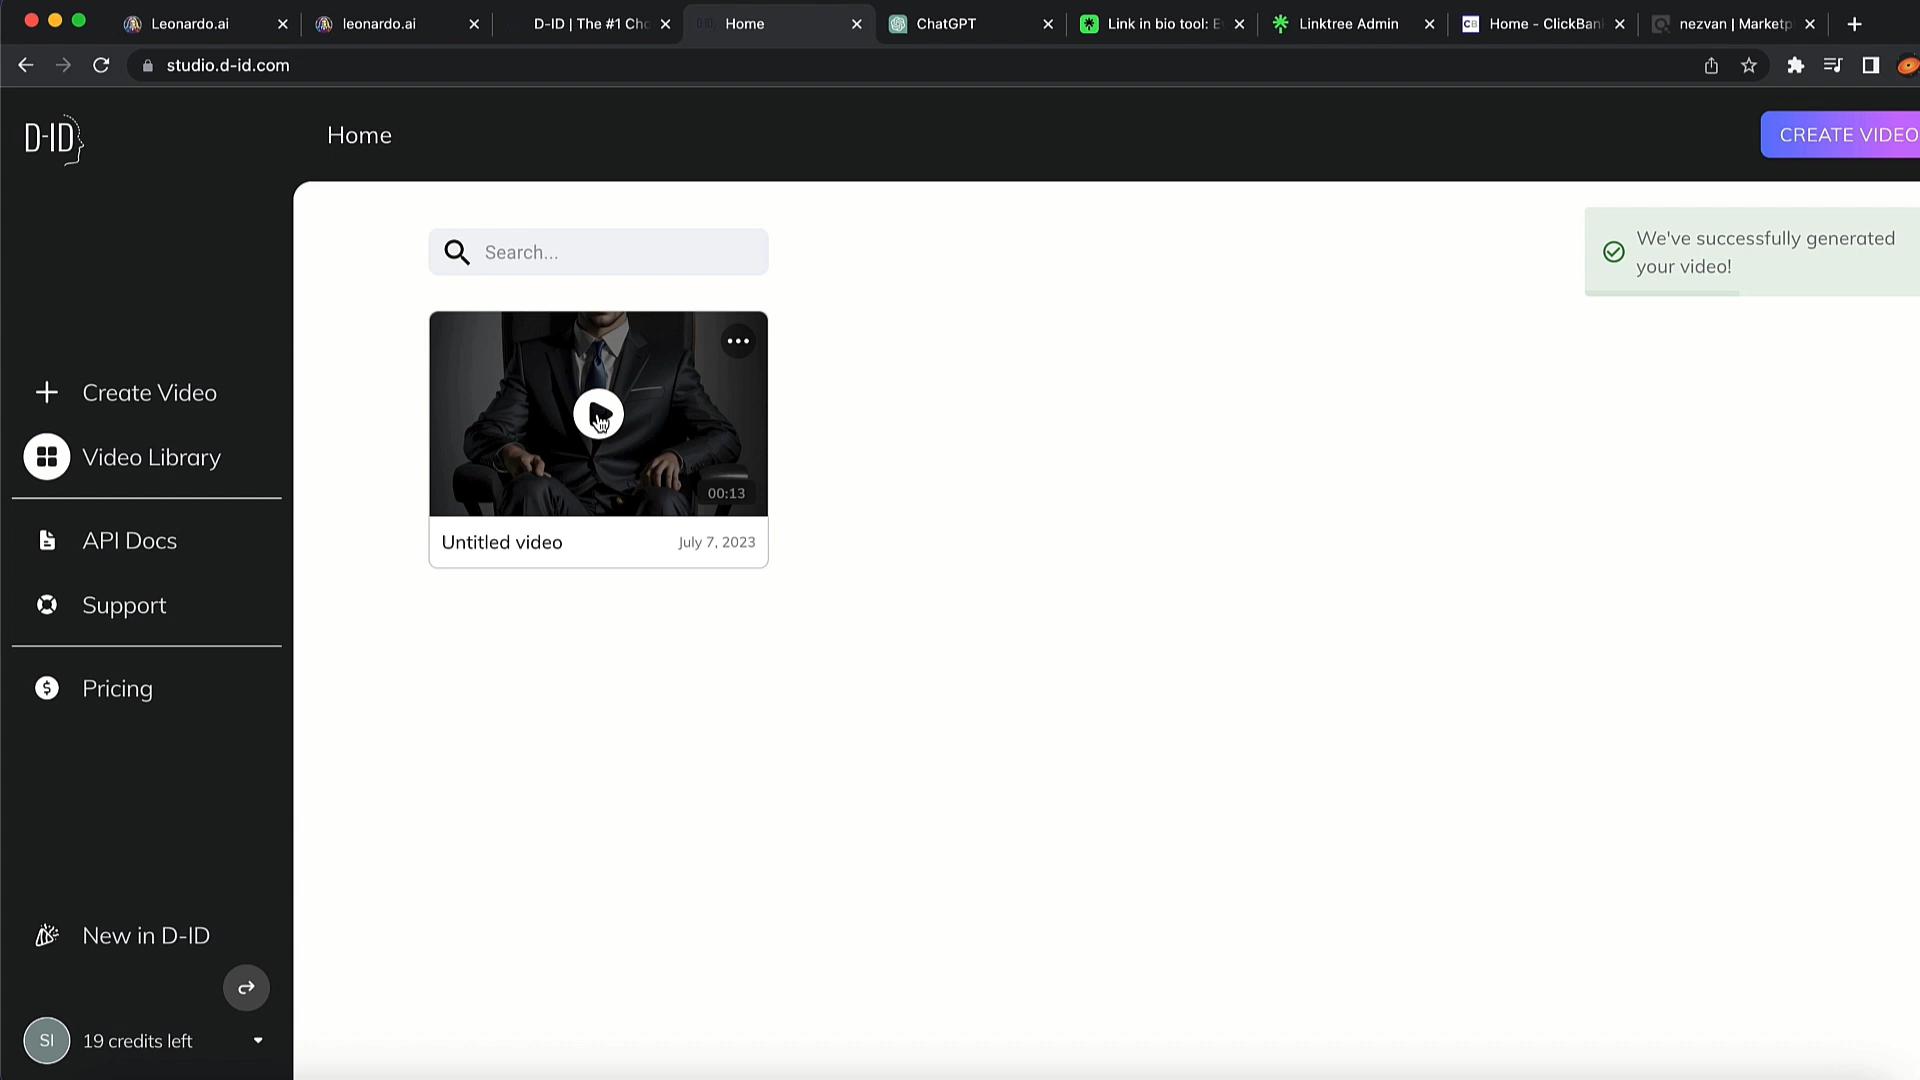 Leonardo.ai
leonardo.ai
D-ID | The #1 Cho
Home
ChatGPT
Link in bio tool: E
Linktree Admin
CB
Home - ClickBan
nezvan | Marketp
studio.d-id.com
D-ID
Home
CREATE VIDEO
Search...
We've successfully generated
your video!
00:13
Untitled video
July 7, 2023
Create Video
Video Library
API Docs
Support
Pricing
New in D-ID
SI
19 credits left